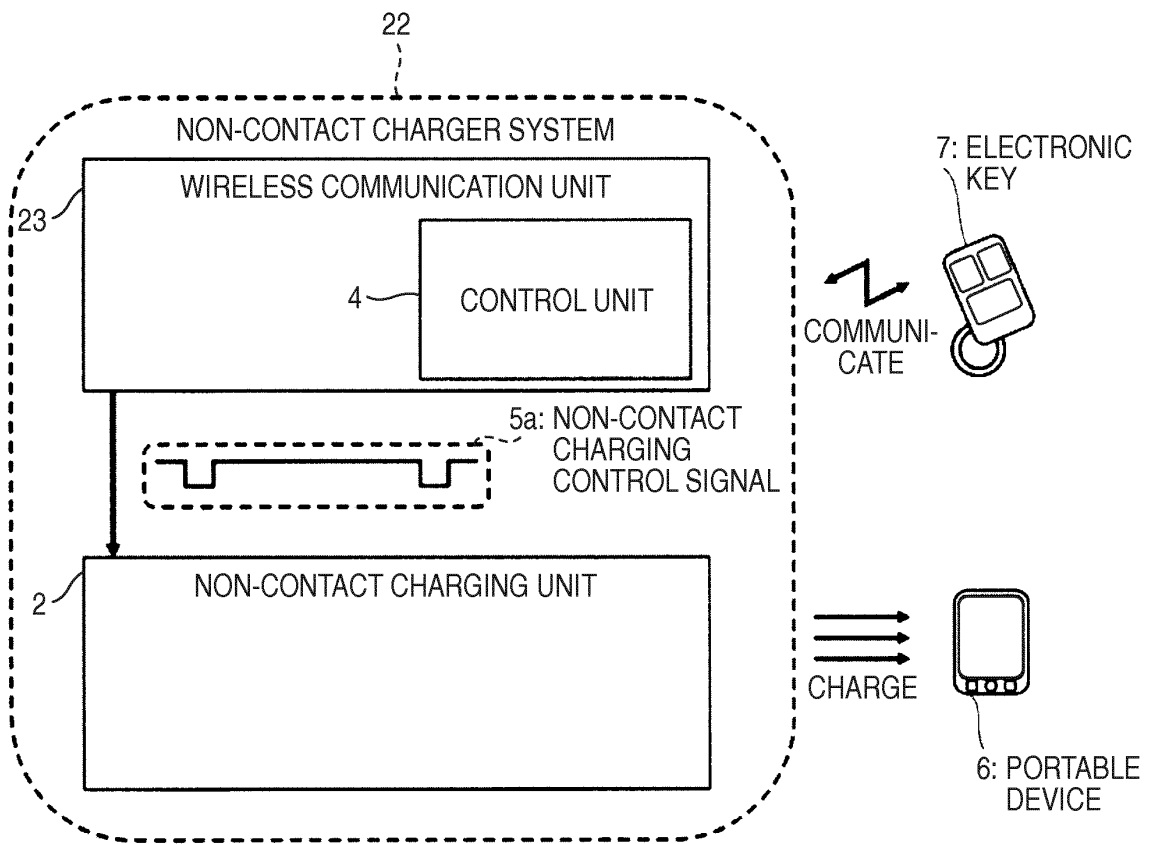 22
NON-CONTACT CHARGER SYSTEM
WIRELESS COMMUNICATION UNIT
23
4
CONTROL UNIT
7: ELECTRONIC
KEY
COMMUNI-
CATE
5a: NON-CONTACT
CHARGING
CONTROL SIGNAL
2
NON-CONTACT CHARGING UNIT
CHARGE
6: PORTABLE
DEVICE